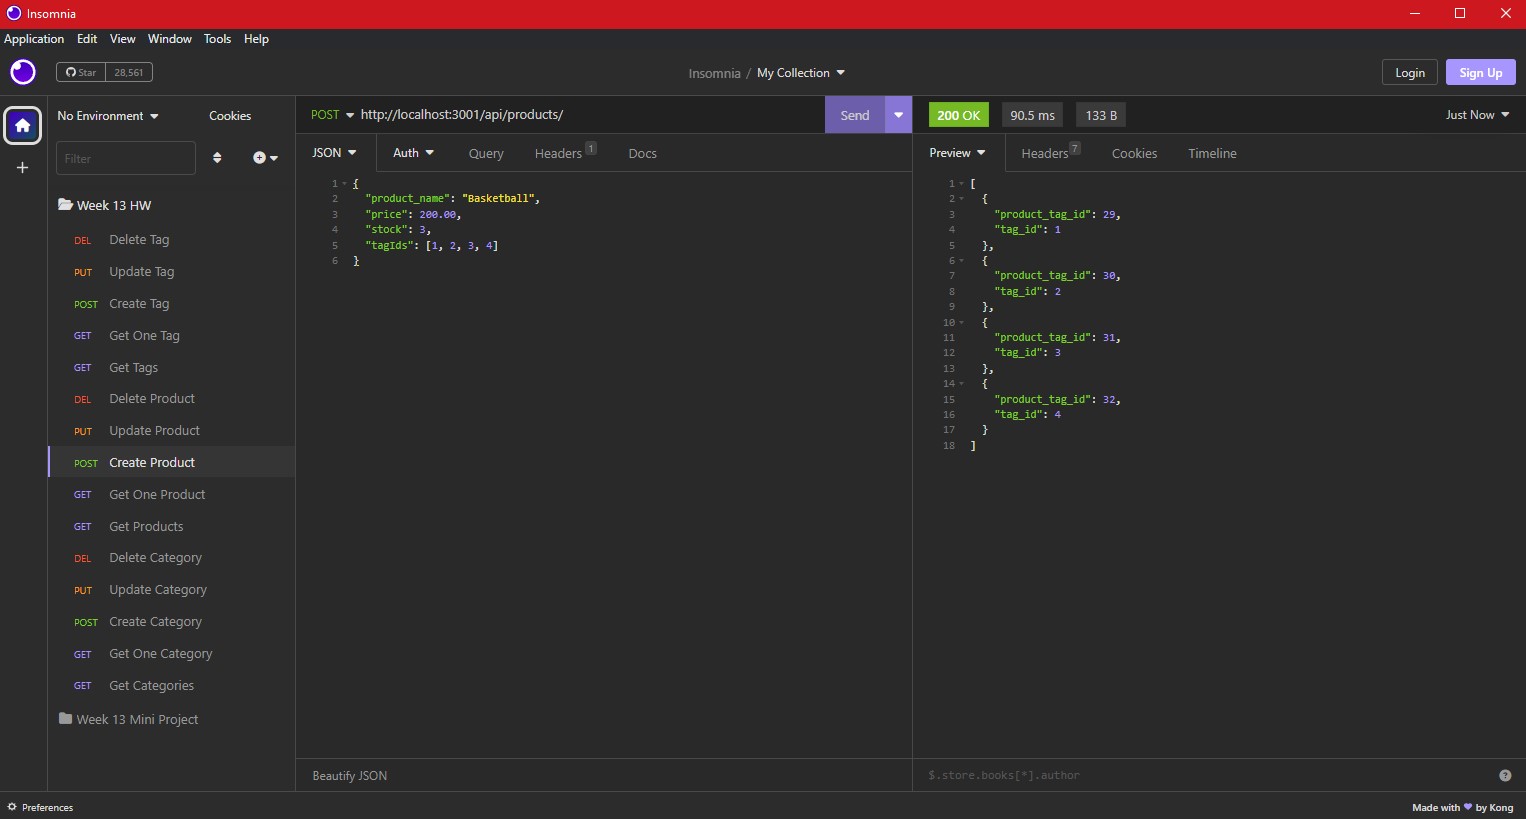 Insomnia
Application Edit View Window Tools Help
Star 28,561
Insomnia / My Collection
Login
Sign Up
No Environment
Cookies
Filter
Week 13 HW
DEL Delete Tag
PUT Update Tag
POST Create Tag
GET Get One Tag
GET Get Tags
DEL Delete Product
PUT Update Product
POST Create Product
GET Get One Product
GET Get Products
DEL Delete Category
PUT Update Category
POST Create Category
GET Get One Category
GET Get Categories
Week 13 Mini Project
POST http://localhost:3001/api/products/
Send
JSON Auth Query Headers 1 Docs
1 {
2 "product_name": "Basketball",
3 "price": 200.00,
4 "stock": 3,
5 "tagIds": [1, 2, 3, 4]
6 }
Beautify JSON
200 OK 90.5 ms 133 B
Just Now
Preview Headers 7 Cookies Timeline
1 [
2 {
3 "product_tag_id": 29,
4 "tag_id": 1
5 },
6 {
7 "product_tag_id": 30,
8 "tag_id": 2
9 },
10 {
11 "product_tag_id": 31,
12 "tag_id": 3
13 },
14 {
15 "product_tag_id": 32,
16 "tag_id": 4
17 }
18 ]
$.store.books[*].author
?
Preferences
Made with 💜 by Kong